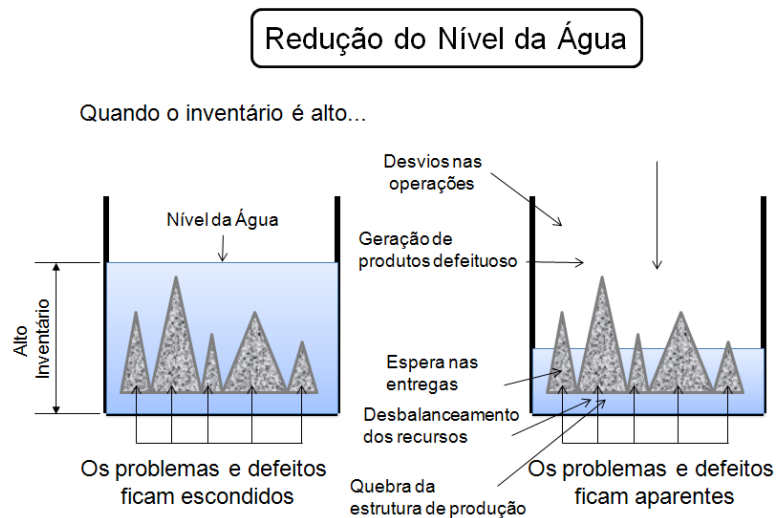 Redução do Nível da Água
Quando o inventário é alto...
Nível da Água
Alto
Inventário
Os problemas e defeitos
ficam escondidos
Desvios nas
operações
Geração de
produtos defeituoso
Espera nas
entregas
Desbalanceamento
dos recursos
Quebra da
estrutura de produção
Os problemas e defeitos
ficam aparentes